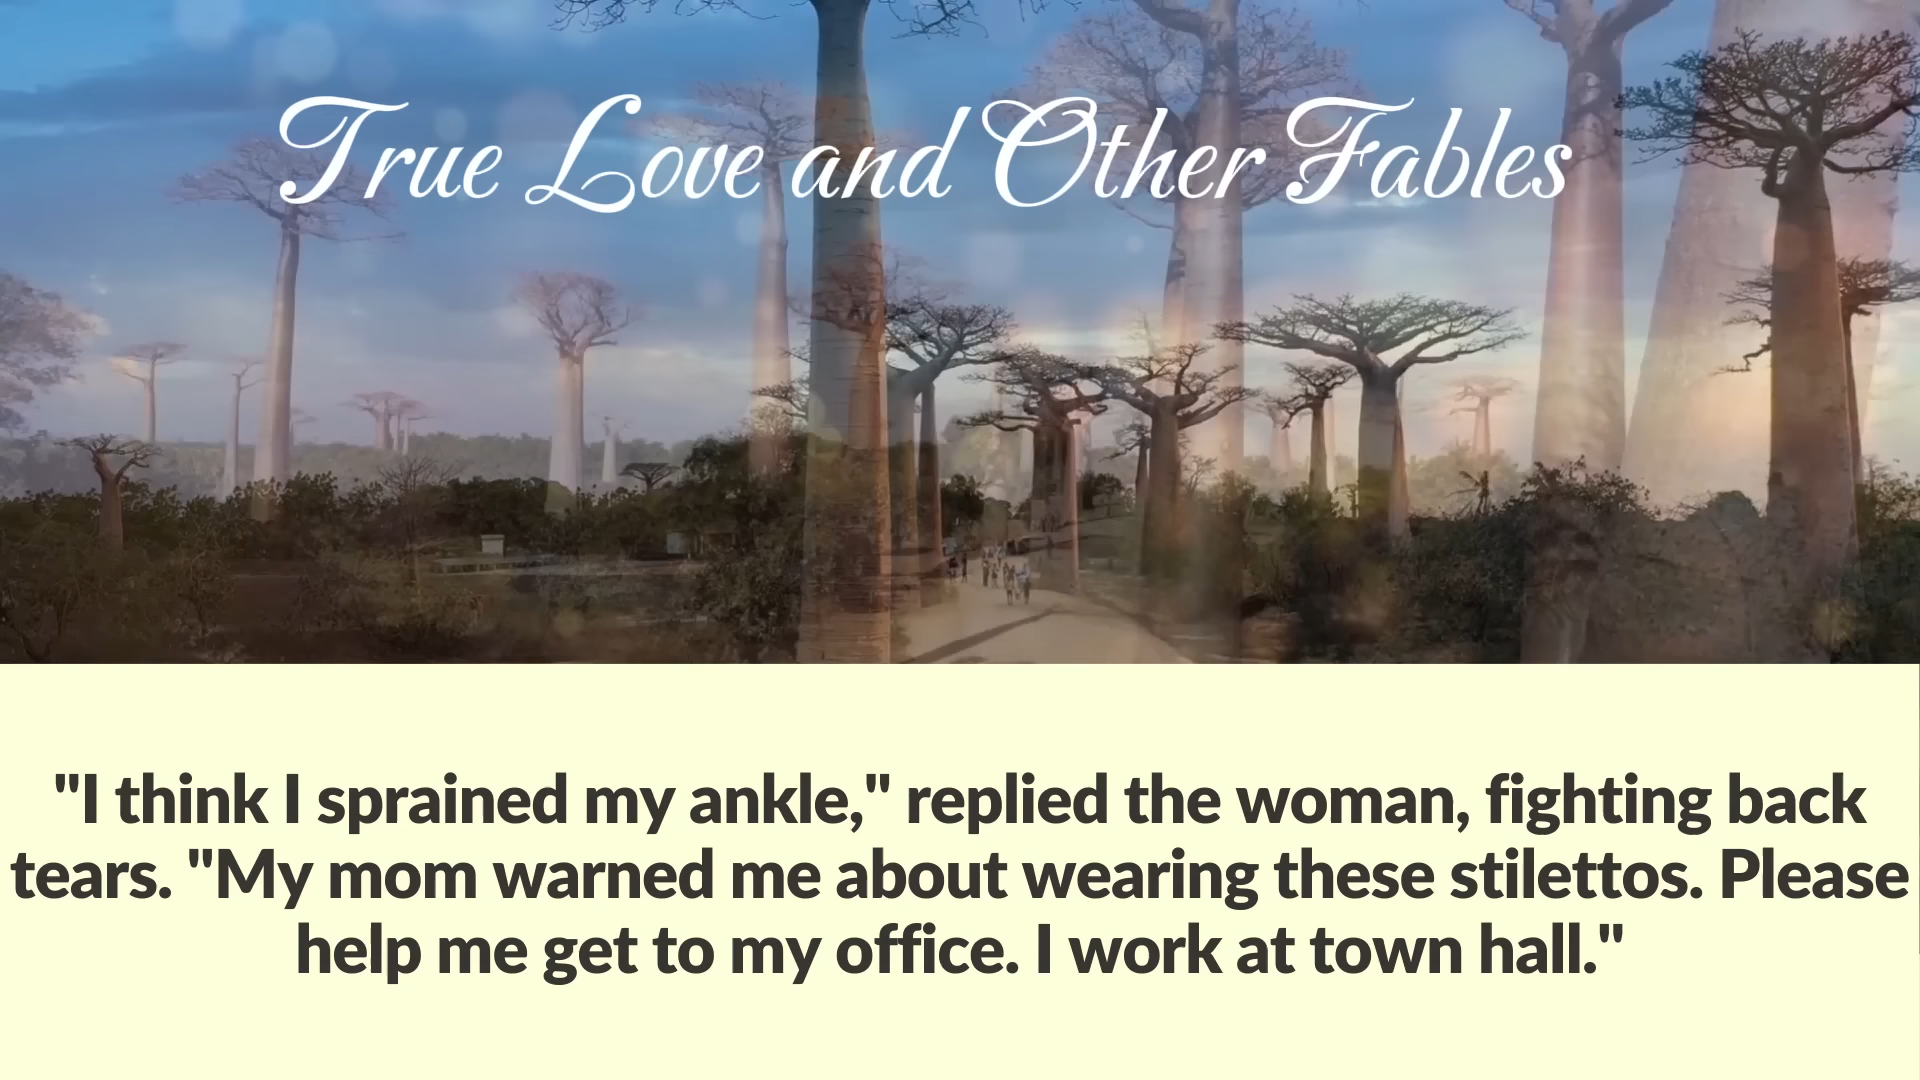 True Love and Other Fables
"I think I sprained my ankle," replied the woman, fighting back
tears. "My mom warned me about wearing these stilettos. Please
help me get to my office. I work at town hall."